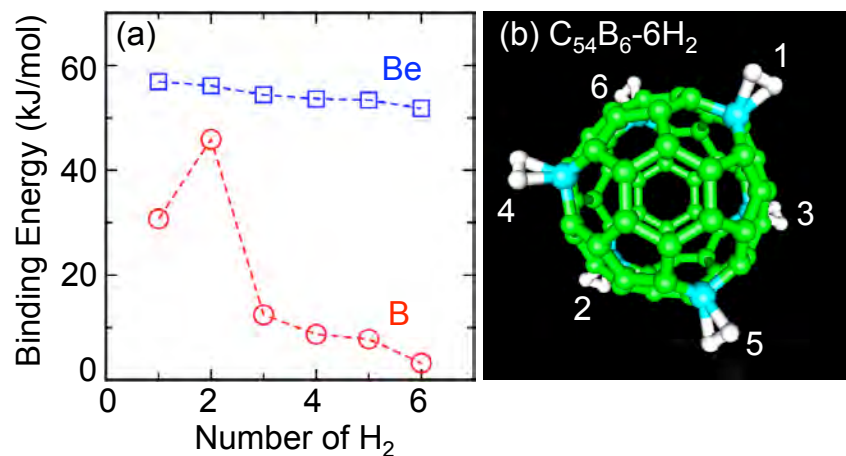 (a)
Be
B
Binding Energy (kJ/mol)
60
40
20
0
0 2 4 6
Number of H₂
(b) C₅₄B₆-6H₂
1
6
4
3
2
5